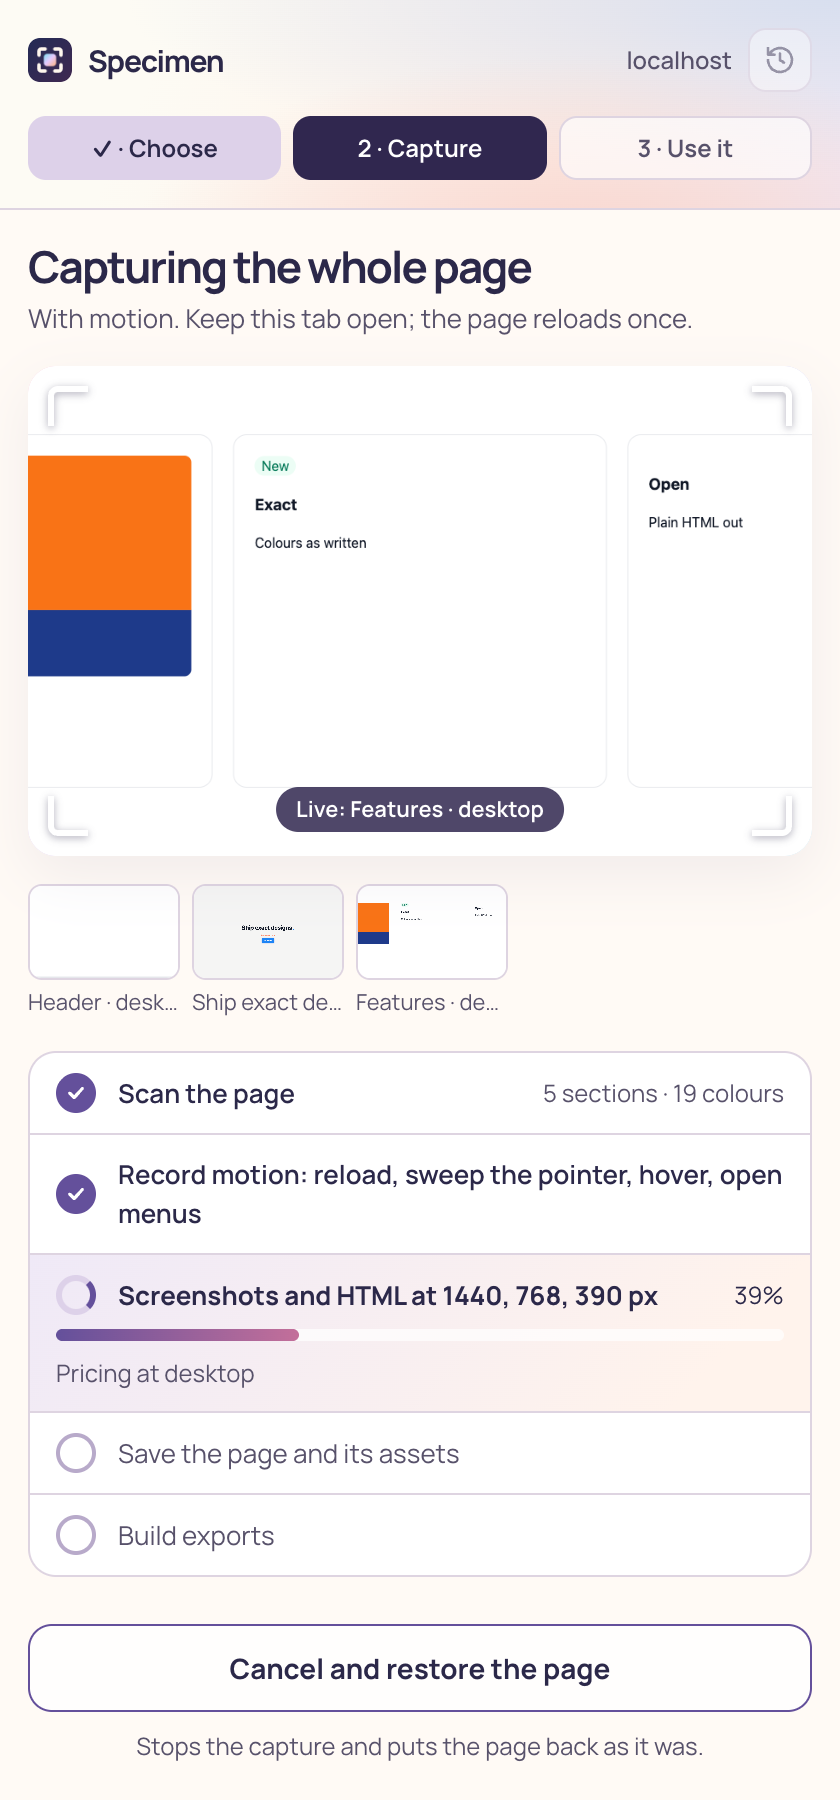 Specimen
localhost
✓ · Choose
2 · Capture
3 · Use it
Capturing the whole page
With motion. Keep this tab open; the page reloads once.
New
Exact
Colours as written
Open
Plain HTML out
Live: Features · desktop
Ship exact designs.
Header · desk...
Ship exact de...
Features · de...
Scan the page
5 sections · 19 colours
Record motion: reload, sweep the pointer, hover, open
menus
Screenshots and HTML at 1440, 768, 390 px
39%
Pricing at desktop
Save the page and its assets
Build exports
Cancel and restore the page
Stops the capture and puts the page back as it was.